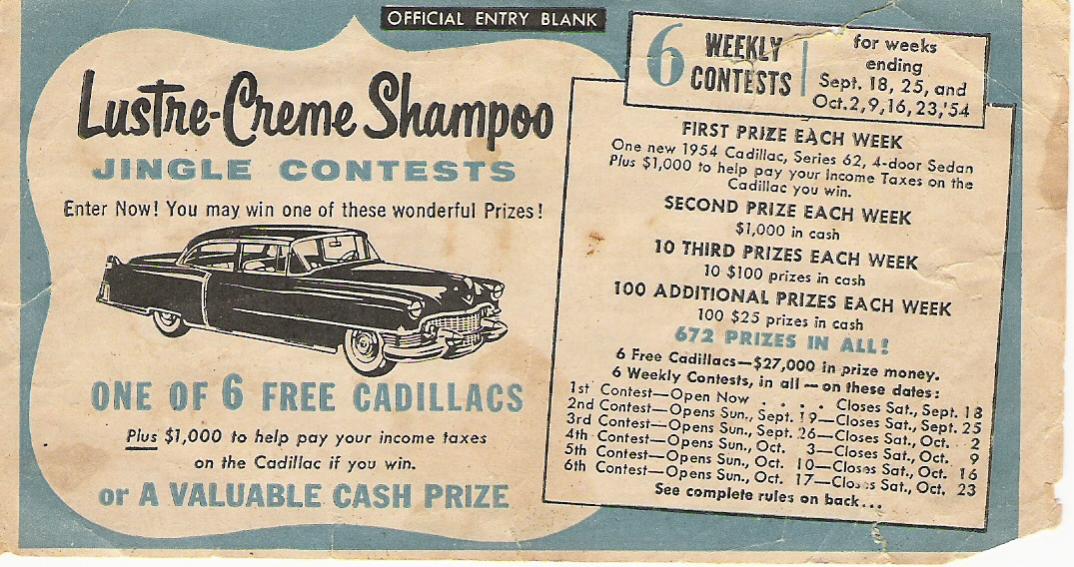 OFFICIAL ENTRY BLANK
Lustre-Creme Shampoo
JINGLE CONTESTS
Enter Now! You may win one of these wonderful Prizes!
ONE OF 6 FREE CADILLACS
Plus $1,000 to help pay your income taxes
on the Cadillac if you win.
or A VALUABLE CASH PRIZE
6 WEEKLY
CONTESTS
for weeks
ending
Sept. 18, 25, and
Oct.2,9,16,23,'54
FIRST PRIZE EACH WEEK
One new 1954 Cadillac, Series 62, 4-door Sedan
Plus $1,000 to help pay your Income Taxes on the
Cadillac you win.
SECOND PRIZE EACH WEEK
$1,000 in cash
10 THIRD PRIZES EACH WEEK
10 $100 prizes in cash
100 ADDITIONAL PRIZES EACH WEEK
100 $25 prizes in cash
672 PRIZES IN ALL!
6 Free Cadillacs—$27,000 in prize money.
6 Weekly Contests, in all — on these dates:
1st Contest—Open Now . . . . Closes Sat., Sept. 18
2nd Contest—Opens Sun., Sept. 19—Closes Sat., Sept. 25
3rd Contest—Opens Sun., Sept. 26—Closes Sat., Oct. 2
4th Contest—Opens Sun., Oct. 3—Closes Sat., Oct. 9
5th Contest—Opens Sun., Oct. 10—Closes Sat., Oct. 16
6th Contest—Opens Sun., Oct. 17—Closes Sat., Oct. 23
See complete rules on back...